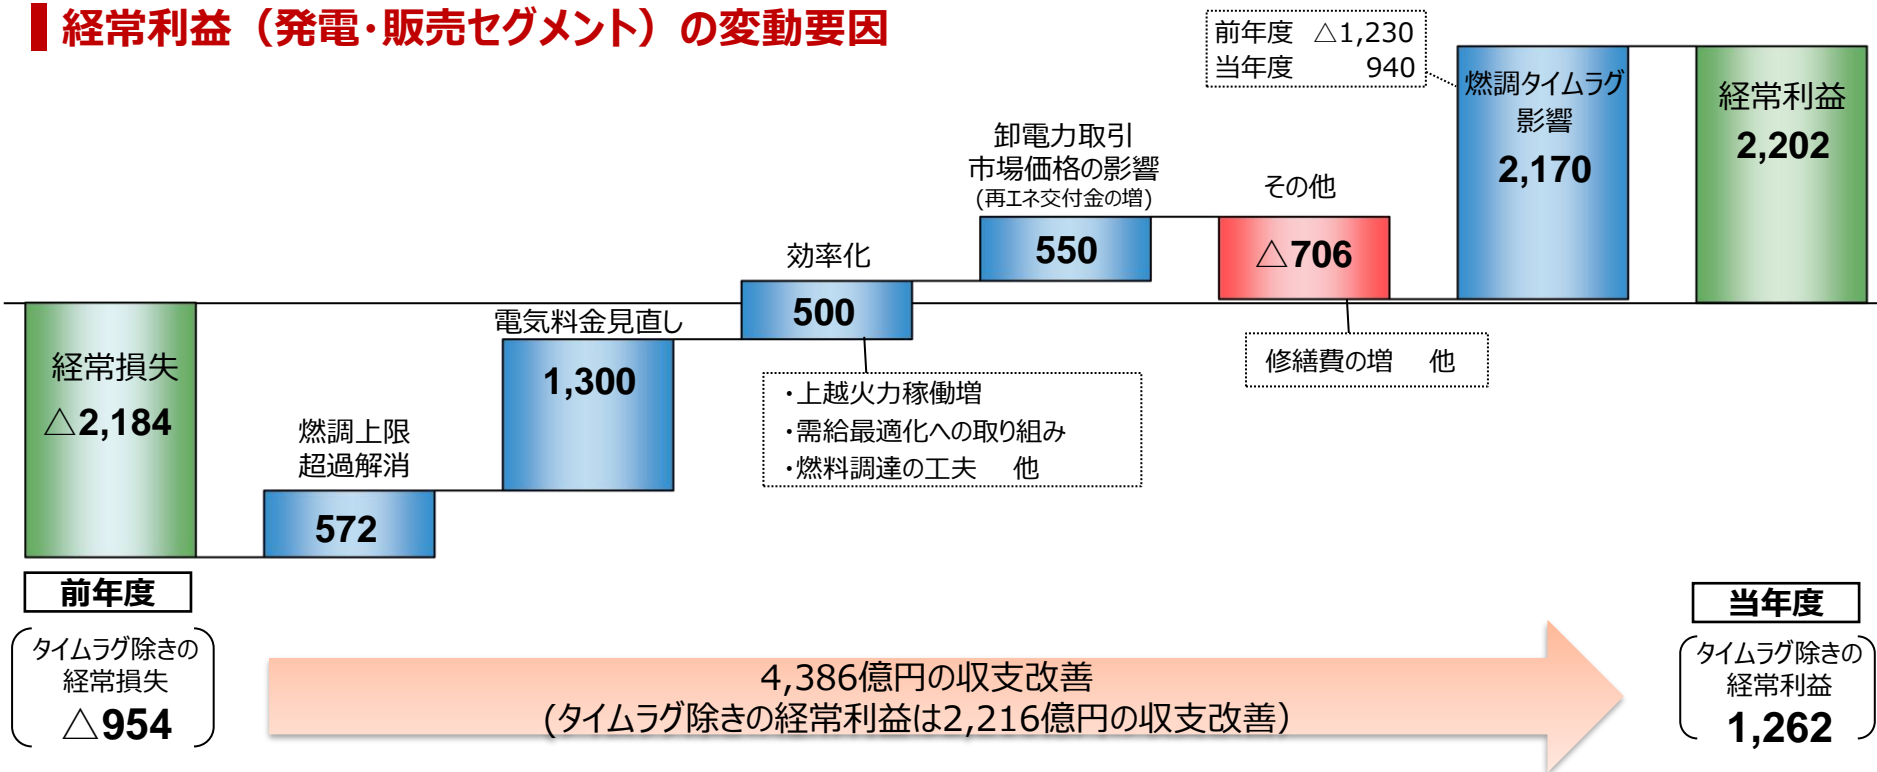 経常利益（発電・販売セグメント）の変動要因
前年度 △1,230
当年度 940
燃調タイムラグ
影響
2,170
経常利益
2,202
卸電力取引
市場価格の影響
(再エネ交付金の増)
550
その他
△706
効率化
500
電気料金見直し
1,300
経常損失
△2,184
燃調上限
超過解消
572
・上越火力稼働増
・需給最適化への取り組み
・燃料調達の工夫 他
修繕費の増 他
前年度
タイムラグ除きの
経常損失
△954
4,386億円の収支改善
(タイムラグ除きの経常利益は2,216億円の収支改善)
当年度
タイムラグ除きの
経常利益
1,262